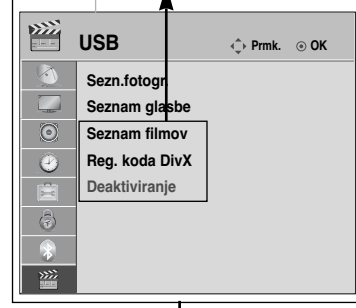 USB
Prmk. OK
Sezn.fotogr.
Seznam glasbe
Seznam filmov
Reg. koda DivX
Deaktiviranje